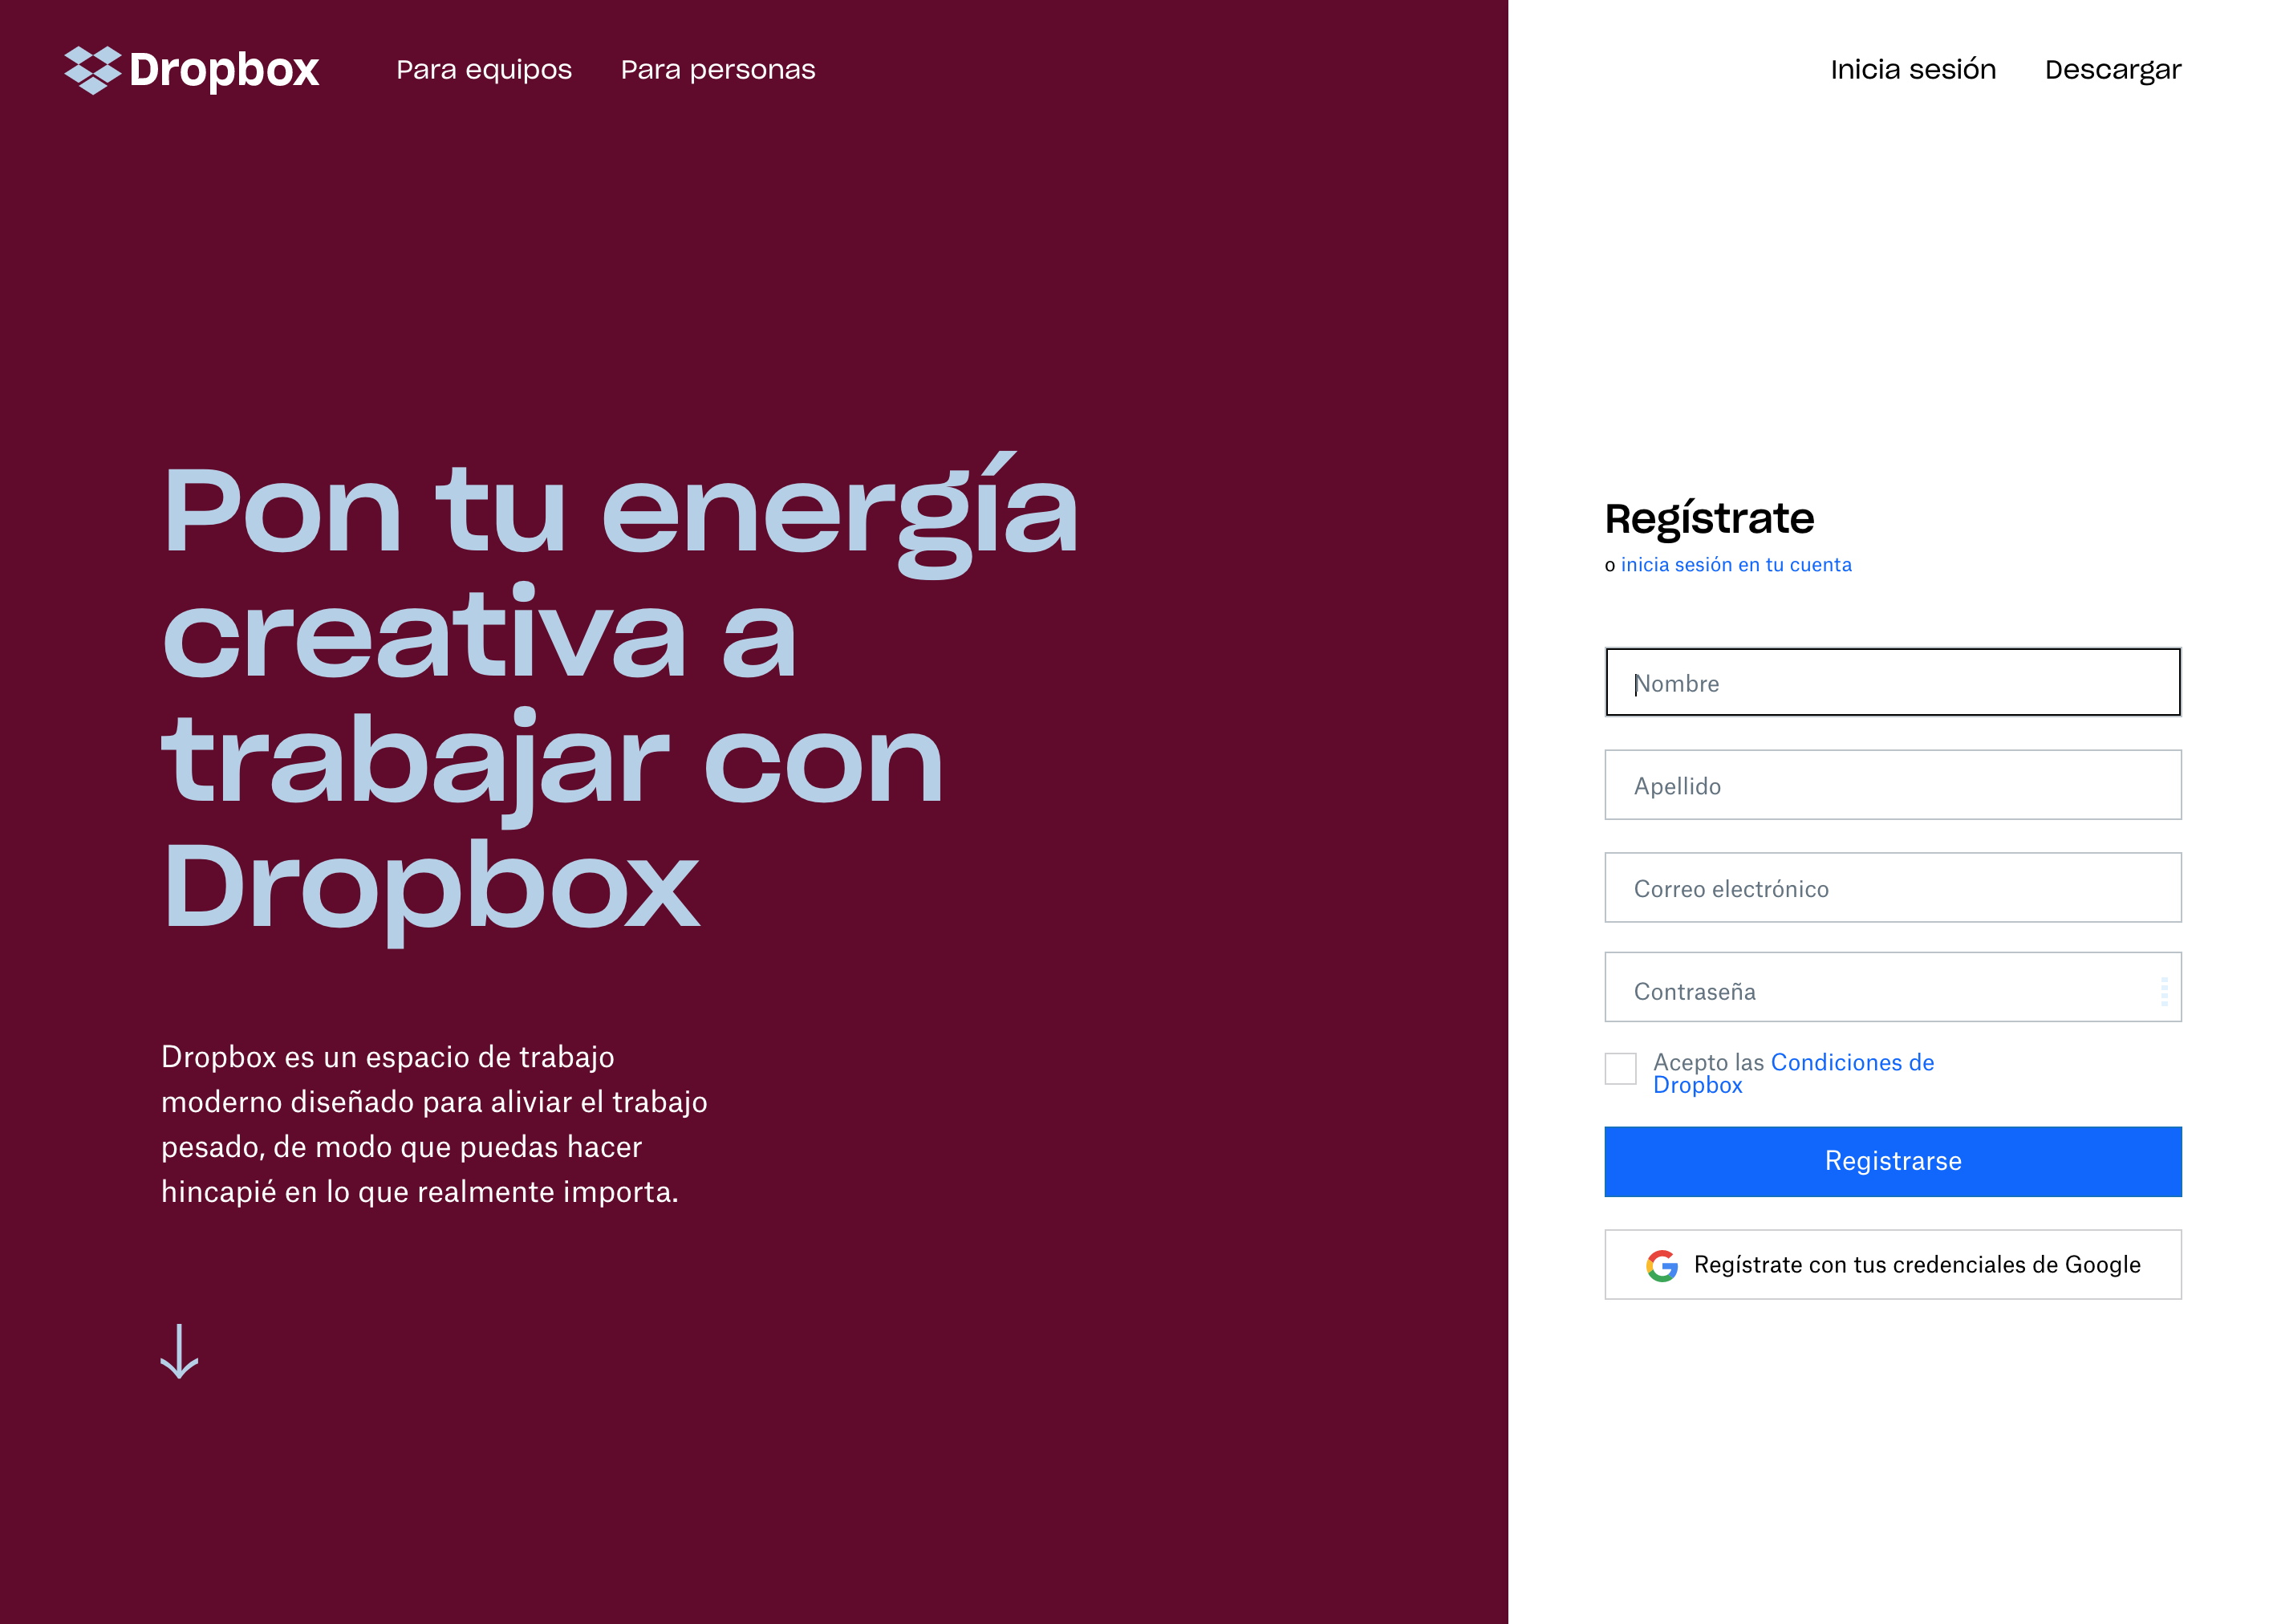 Dropbox
Para equipos
Para personas
Inicia sesión
Descargar
Pon tu energía
creativa a
trabajar con
Dropbox
Dropbox es un espacio de trabajo
moderno diseñado para aliviar el trabajo
pesado, de modo que puedas hacer
hincapié en lo que realmente importa.
Regístrate
o inicia sesión en tu cuenta
Nombre
Apellido
Correo electrónico
Contraseña
Acepto las Condiciones de
Dropbox
Registrarse
Regístrate con tus credenciales de Google